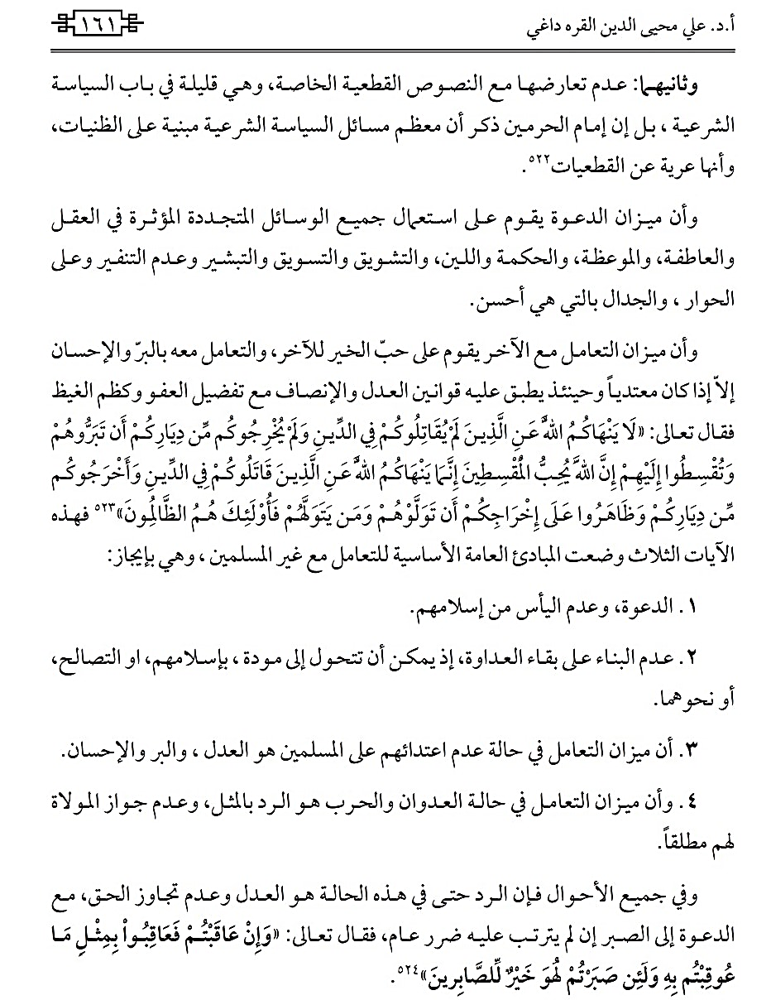 أ.د. علي محيى الدين القره داغي
١٦١
وثانيهما: عدم تعارضها مع النصوص القطعية الخاصة، وهي قليلة في باب السياسة
الشرعية ، بل إن إمام الحرمين ذكر أن معظم مسائل السياسة الشرعية مبنية على الظنيات،
وأنها عرية عن القطعيات٥٢٢.
وأن ميزان الدعوة يقوم على استعمال جميع الوسائل المتجددة المؤثرة في العقل
والعاطفة، والموعظة، والحكمة واللين، والتشويق والتسويق والتبشير وعدم التنفير وعلى
الحوار ، والجدال بالتي هي أحسن.
وأن ميزان التعامل مع الآخر يقوم على حبّ الخير للآخر، والتعامل معه بالبرّ والإحسان
إلاّ إذا كان معتدياً وحينئذ يطبق عليه قوانين العدل والإنصاف مع تفضيل العفو وكظم الغيظ
فقال تعالى: «لَا يَنْهَاكُمُ اللهُ عَنِ الَّذِينَ لَمْ يُقَاتِلُوكُمْ فِي الدِّينِ وَلَمْ يُخْرِجُوكُم مِّن دِيَارِكُمْ أَن تَبَرُّوهُمْ
وَتُقْسِطُوا إِلَيْهِمْ إِنَّ اللهَ يُحِبُّ المُقْسِطِينَ إِنَّمَا يَنْهَاكُمُ اللهُ عَنِ الَّذِينَ قَاتَلُوكُمْ فِي الدِّينِ وَأَخْرَجُوكُم
مِّن دِيَارِكُمْ وَظَاهَرُوا عَلَى إِخْرَاجِكُمْ أَن تَوَلَّوْهُمْ وَمَن يَتَوَلَّهُمْ فَأُوْلَئِكَ هُمُ الظَّالِمُونَ»٥٢٣ فهذه
الآيات الثلاث وضعت المبادئ العامة الأساسية للتعامل مع غير المسلمين ، وهي بإيجاز:
١. الدعوة، وعدم اليأس من إسلامهم.
٢. عدم البناء على بقاء العداوة، إذ يمكن أن تتحول إلى مودة ، بإسلامهم، او التصالح،
أو نحوهما.
٣. أن ميزان التعامل في حالة عدم اعتدائهم على المسلمين هو العدل ، والبر والإحسان.
٤. وأن ميزان التعامل في حالة العدوان والحرب هو الرد بالمثل، وعدم جواز المولاة
لهم مطلقاً.
وفي جميع الأحوال فإن الرد حتى في هذه الحالة هو العدل وعدم تجاوز الحق، مع
الدعوة إلى الصبر إن لم يترتب عليه ضرر عام، فقال تعالى: «وَإِنْ عَاقَبْتُمْ فَعَاقِبُواْ بِمِثْلِ مَا
عُوقِبْتُم بِهِ وَلَئِن صَبَرْتُمْ لَهُوَ خَيْرٌ لِّلصَّابِرينَ»٥٢٤.